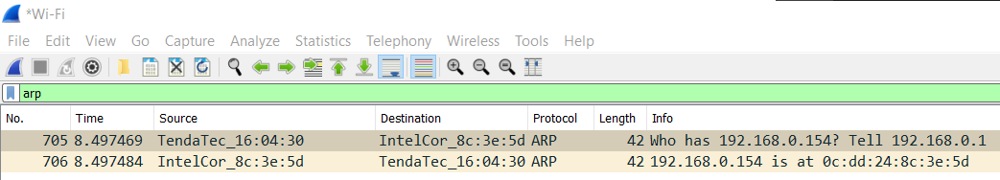 *Wi-Fi
File Edit View Go Capture Analyze Statistics Telephony Wireless Tools Help
arp
No. Time Source Destination Protocol Length Info
705 8.497469 TendaTec_16:04:30 IntelCor_8c:3e:5d ARP 42 Who has 192.168.0.154? Tell 192.168.0.1
706 8.497484 IntelCor_8c:3e:5d TendaTec_16:04:30 ARP 42 192.168.0.154 is at 0c:dd:24:8c:3e:5d